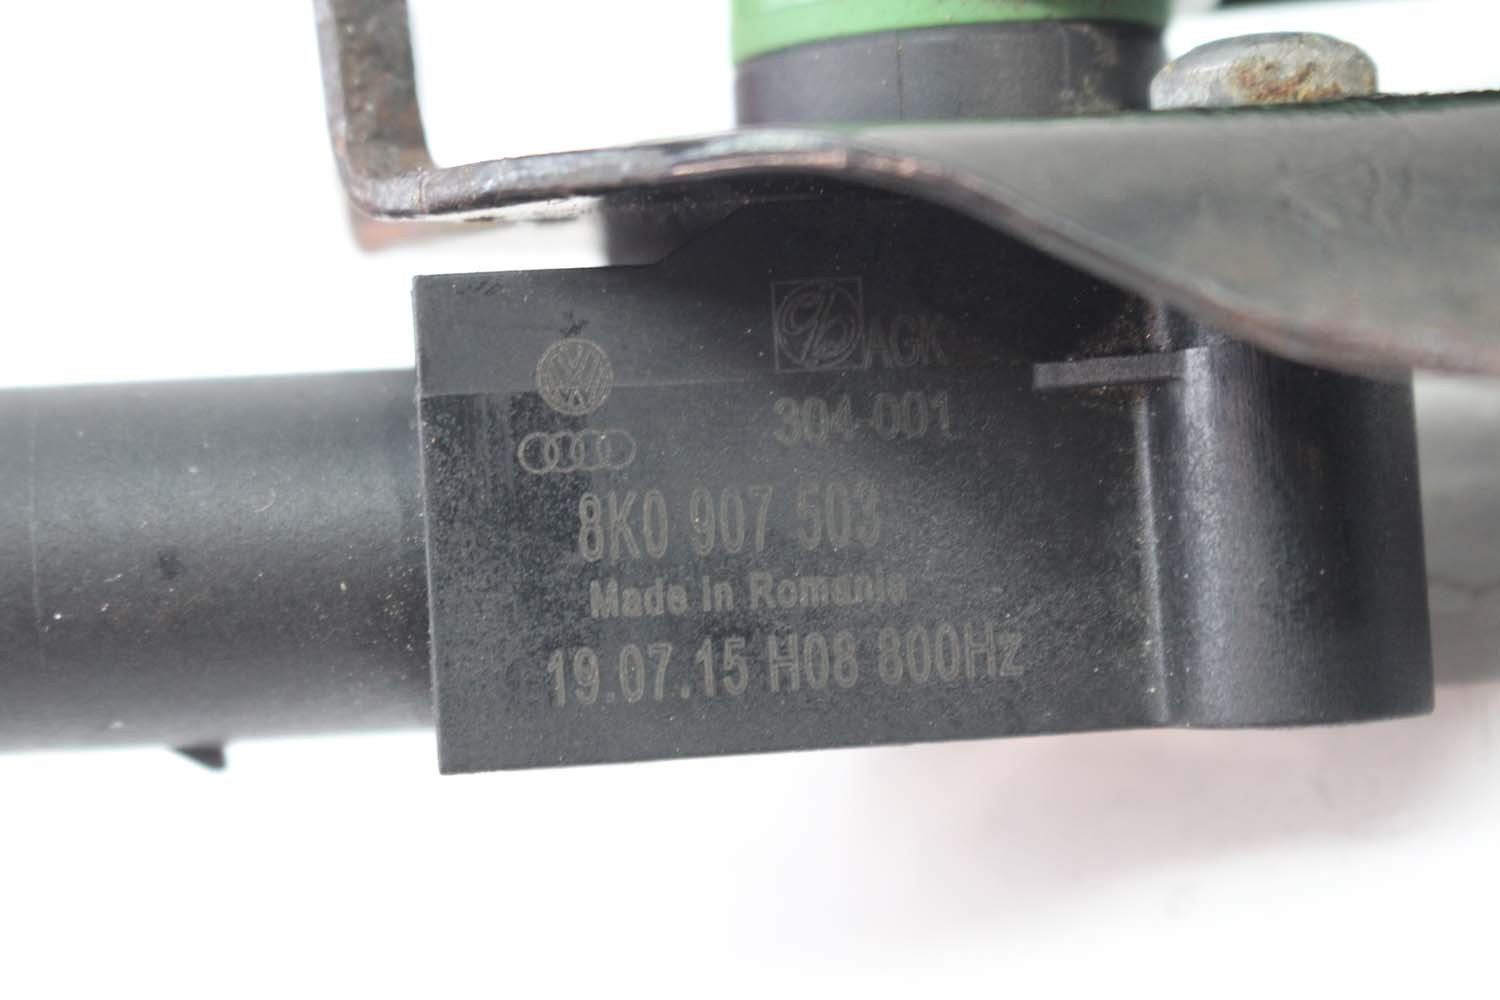 AGK
304-001
8K0 907 503
Made in Romania
19.07.15 H08 800Hz